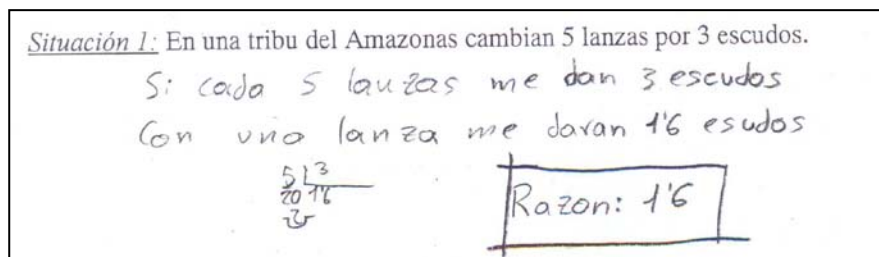 Situación 1: En una tribu del Amazonas cambian 5 lanzas por 3 escudos.
Si cada 5 lanzas me dan 3 escudos
Con una lanza me daran 1'6 esudos
5 3
20 1'6
2
Razon: 1'6